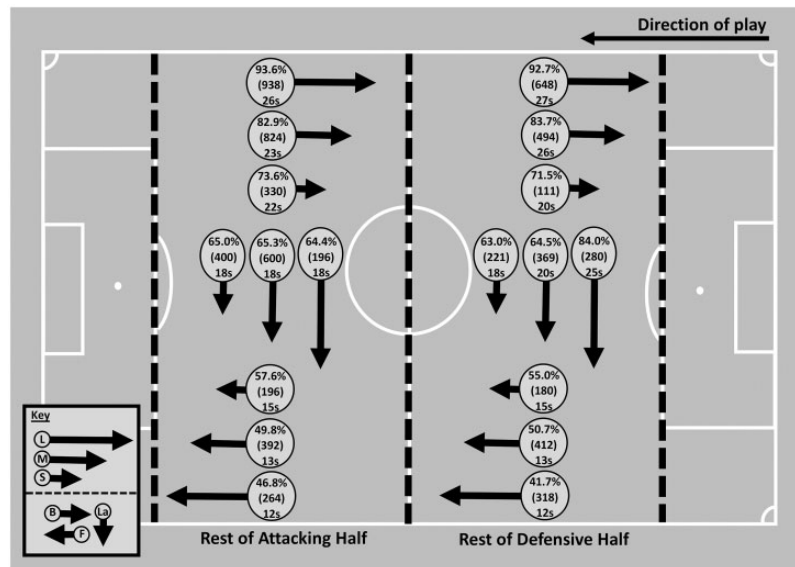 Direction of play
93.6%
(938)
26s
82.9%
(824)
23s
73.6%
(330)
22s
65.0%
(400)
18s
65.3%
(600)
18s
64.4%
(196)
18s
57.6%
(196)
15s
49.8%
(392)
13s
46.8%
(264)
12s
92.7%
(648)
27s
83.7%
(494)
26s
71.5%
(111)
20s
63.0%
(221)
18s
64.5%
(369)
20s
84.0%
(280)
25s
55.0%
(180)
15s
50.7%
(412)
13s
41.7%
(318)
12s
Key
L
M
S
B
La
F
Rest of Attacking Half
Rest of Defensive Half